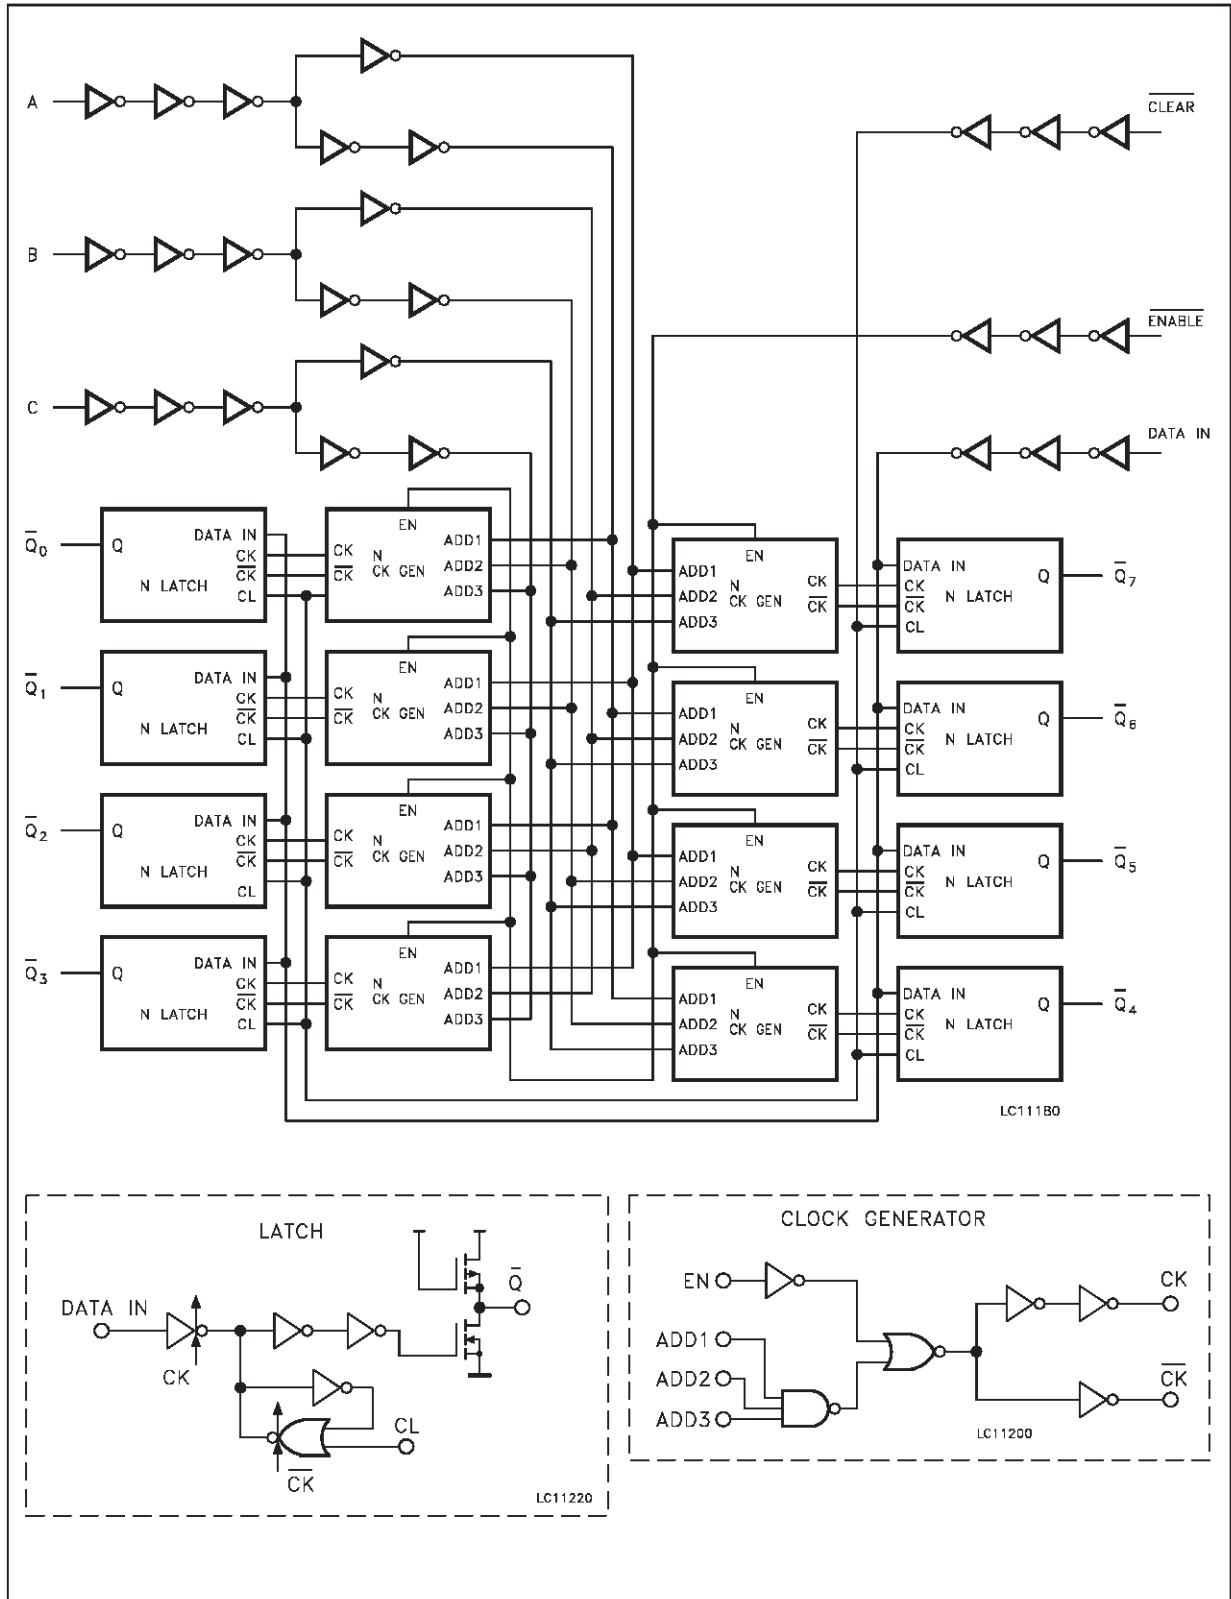 A
CLEAR
B
ENABLE
C
DATA IN
Q0 Q DATA IN
CK
CK
CL
N LATCH
EN
CK
CK
N
CK GEN
ADD1
ADD2
ADD3
EN
ADD1
ADD2
ADD3
N
CK GEN
CK
CK
DATA IN
CK
CK
CL
N LATCH
Q Q7
Q1 Q DATA IN
CK
CK
CL
N LATCH
EN
CK
CK
N
CK GEN
ADD1
ADD2
ADD3
EN
ADD1
ADD2
ADD3
N
CK GEN
CK
CK
DATA IN
CK
CK
CL
N LATCH
Q Q6
Q2 Q DATA IN
CK
CK
CL
N LATCH
EN
CK
CK
N
CK GEN
ADD1
ADD2
ADD3
EN
ADD1
ADD2
ADD3
N
CK GEN
CK
CK
DATA IN
CK
CK
CL
N LATCH
Q Q5
Q3 Q DATA IN
CK
CK
CL
N LATCH
EN
CK
CK
N
CK GEN
ADD1
ADD2
ADD3
EN
ADD1
ADD2
ADD3
N
CK GEN
CK
CK
DATA IN
CK
CK
CL
N LATCH
Q Q4
LC11180
LATCH
DATA IN
CK
Q
CL
CK
LC11220
CLOCK GENERATOR
EN
ADD1
ADD2
ADD3
CK
CK
LC11200